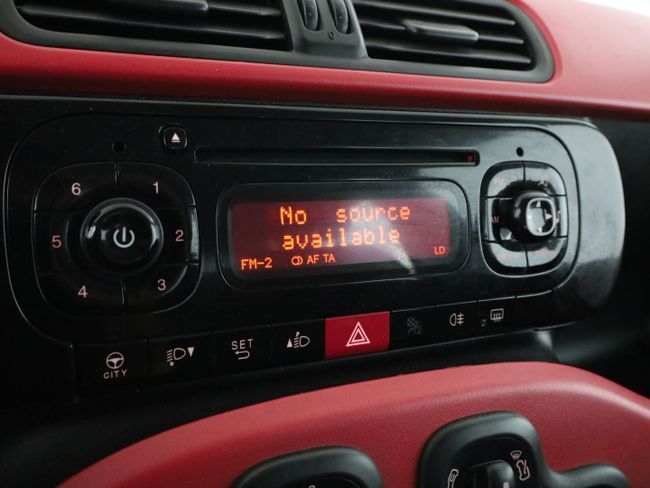 6 1
5 2
4 3
No source
available
FM-2 AF TA LD
CITY
SET